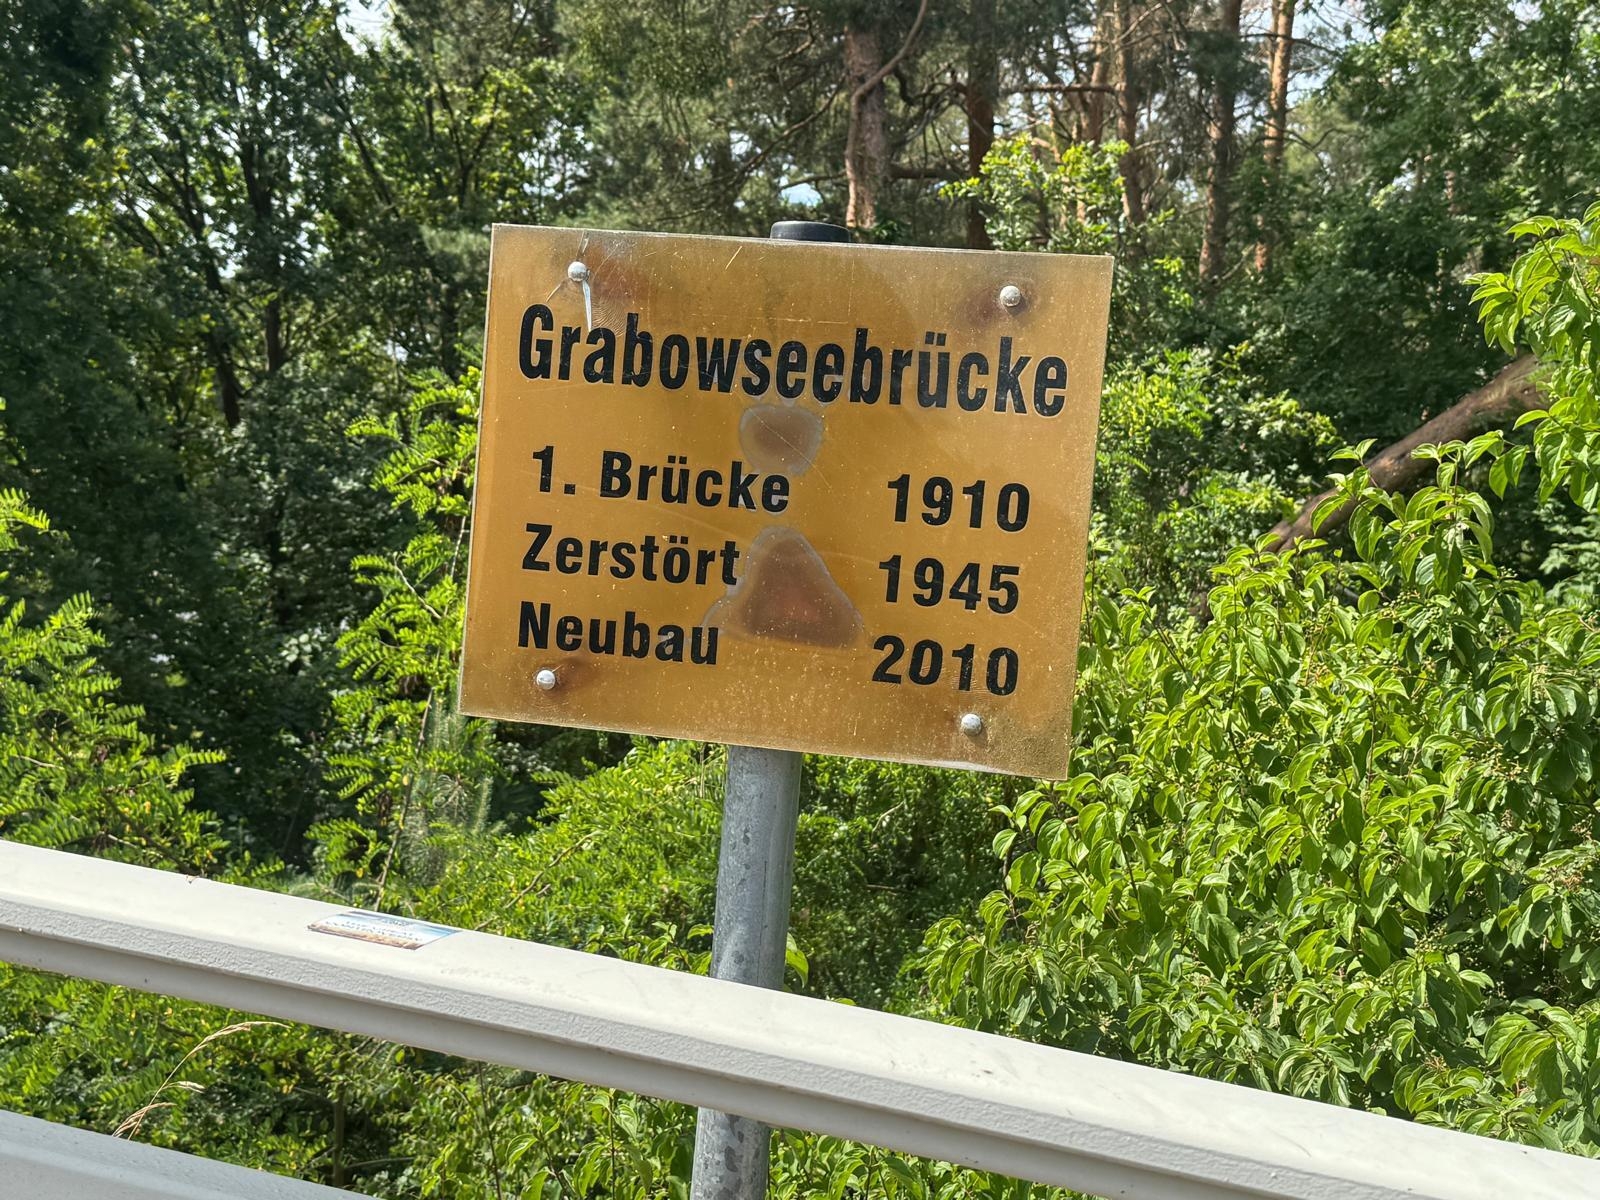 Grabowseebrücke
1. Brücke 1910
Zerstört 1945
Neubau 2010